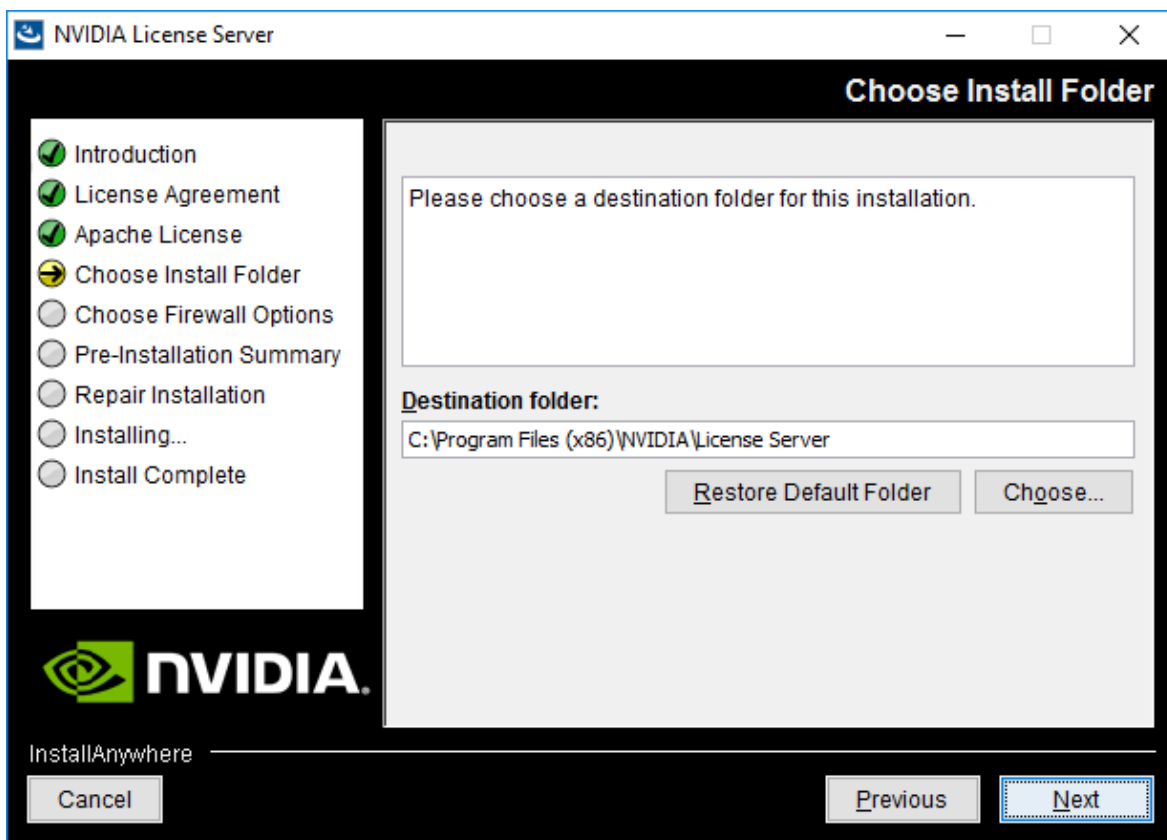 NVIDIA License Server
Choose Install Folder
Introduction
License Agreement
Apache License
Choose Install Folder
Choose Firewall Options
Pre-Installation Summary
Repair Installation
Installing...
Install Complete
Please choose a destination folder for this installation.
Destination folder:
C:\Program Files (x86)\NVIDIA\License Server
Restore Default Folder
Choose...
NVIDIA.
InstallAnywhere
Cancel
Previous
Next